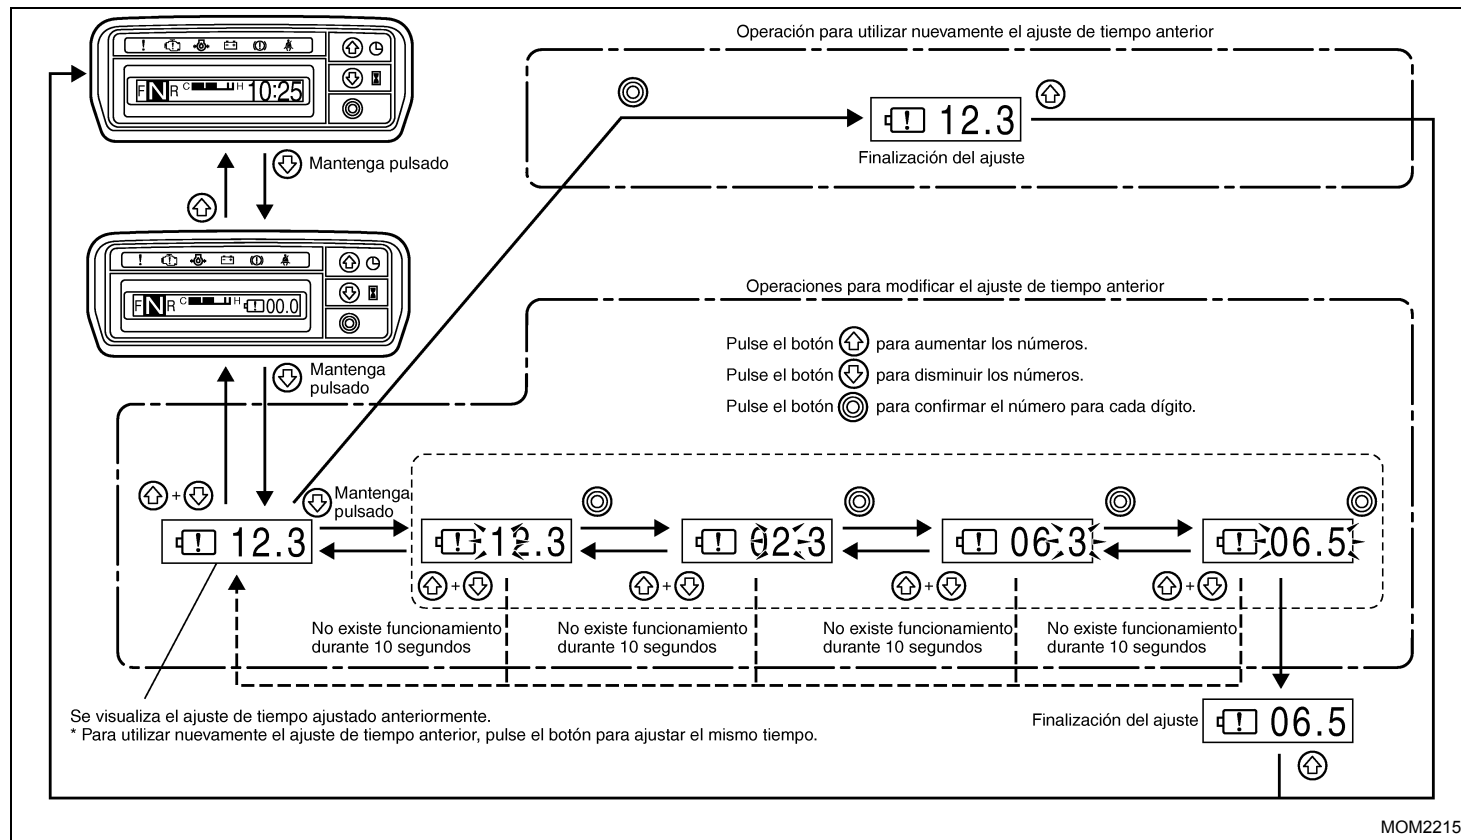 Operación para utilizar nuevamente el ajuste de tiempo anterior
F N R C H 10:25
12.3
Finalización del ajuste
Mantenga pulsado
F N R C H 00.0
Mantenga
pulsado
Operaciones para modificar el ajuste de tiempo anterior
Pulse el botón para aumentar los números.
Pulse el botón para disminuir los números.
Pulse el botón para confirmar el número para cada dígito.
+
Mantenga
pulsado
12.3
12.3
02.3
06.3
06.5
+
+
+
+
No existe funcionamiento
durante 10 segundos
No existe funcionamiento
durante 10 segundos
No existe funcionamiento
durante 10 segundos
No existe funcionamiento
durante 10 segundos
Se visualiza el ajuste de tiempo ajustado anteriormente.
* Para utilizar nuevamente el ajuste de tiempo anterior, pulse el botón para ajustar el mismo tiempo.
Finalización del ajuste
06.5
MOM2215